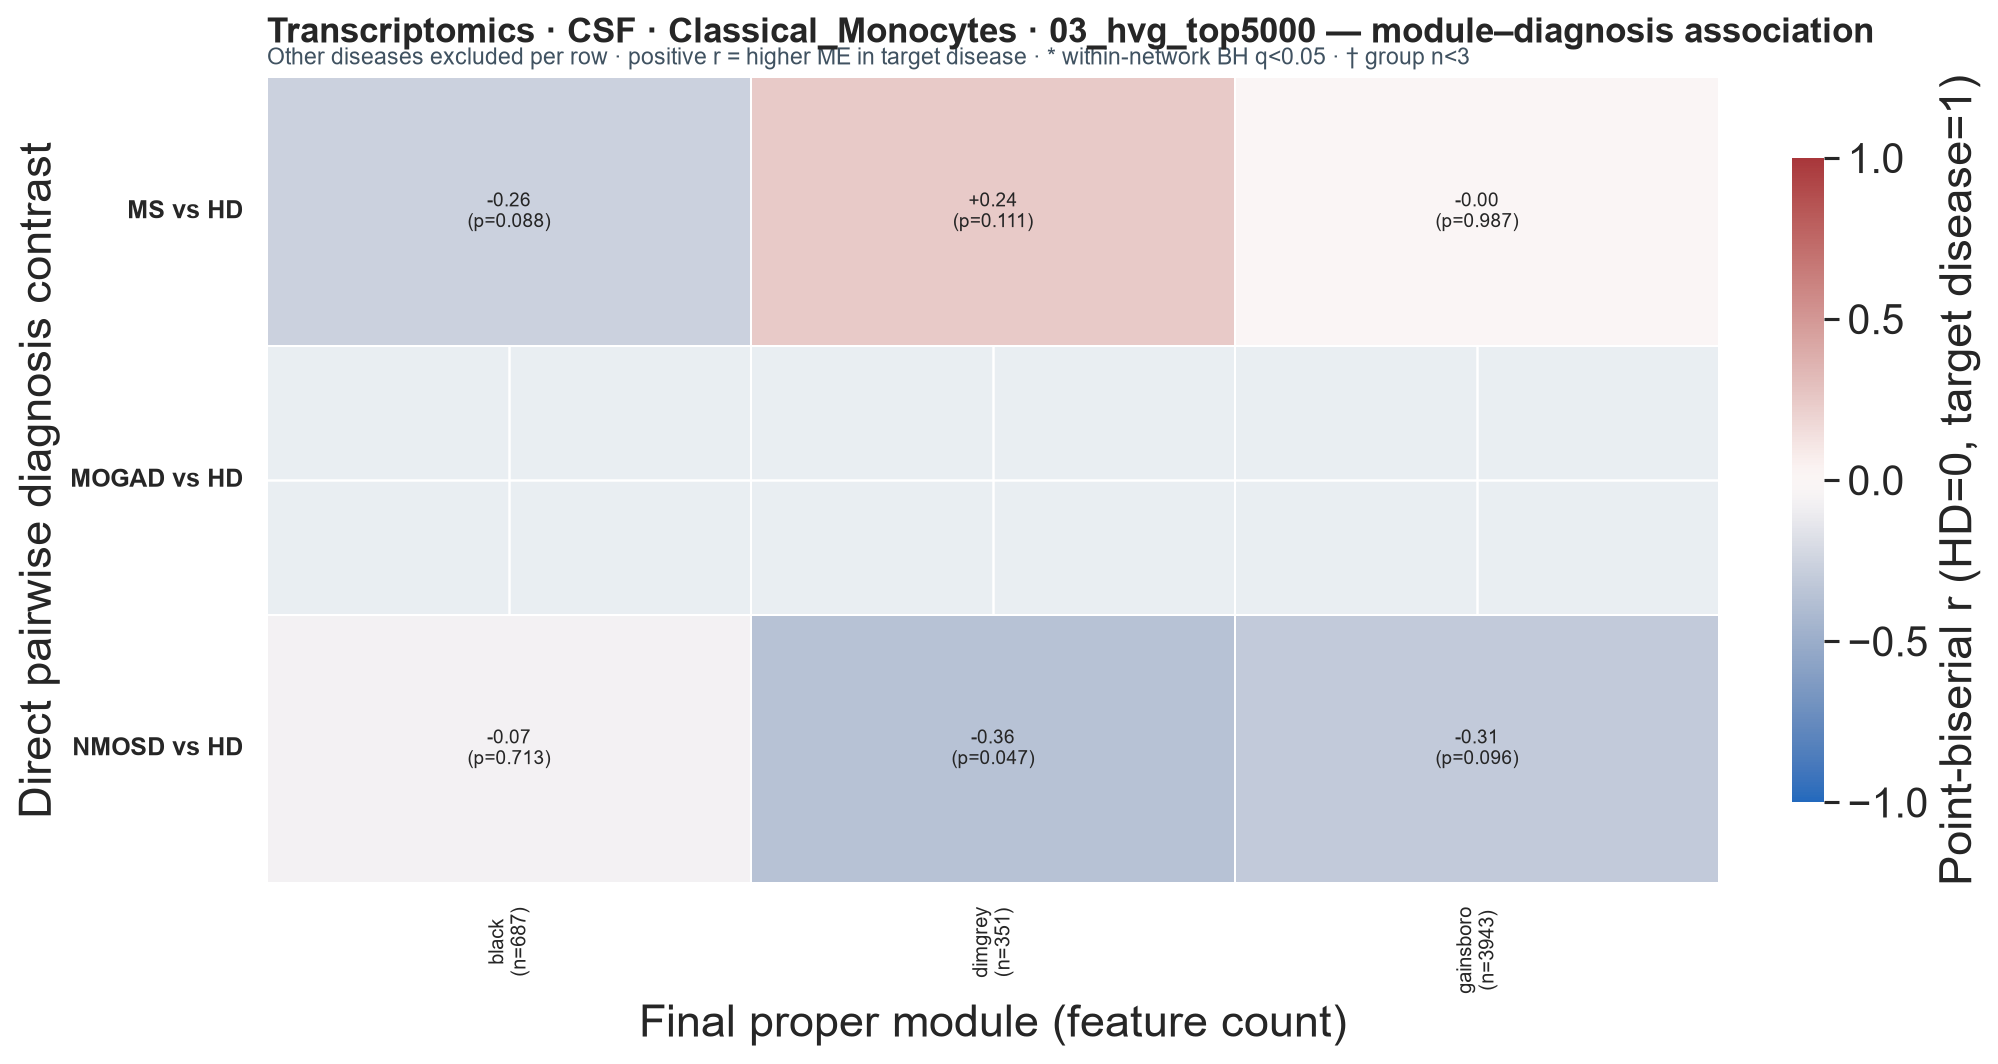 Transcriptomics · CSF · Classical_Monocytes · 03_hvg_top5000 — module–diagnosis association
Other diseases excluded per row · positive r = higher ME in target disease · * within-network BH q<0.05 · † group n<3
Direct pairwise diagnosis contrast
MS vs HD
-0.26
(p=0.088)
+0.24
(p=0.111)
-0.00
(p=0.987)
MOGAD vs HD
NMOSD vs HD
-0.07
(p=0.713)
-0.36
(p=0.047)
-0.31
(p=0.096)
black
(n=687)
dimgrey
(n=351)
gainsboro
(n=3943)
Final proper module (feature count)
1.0
0.5
0.0
−0.5
−1.0
Point-biserial r (HD=0, target disease=1)